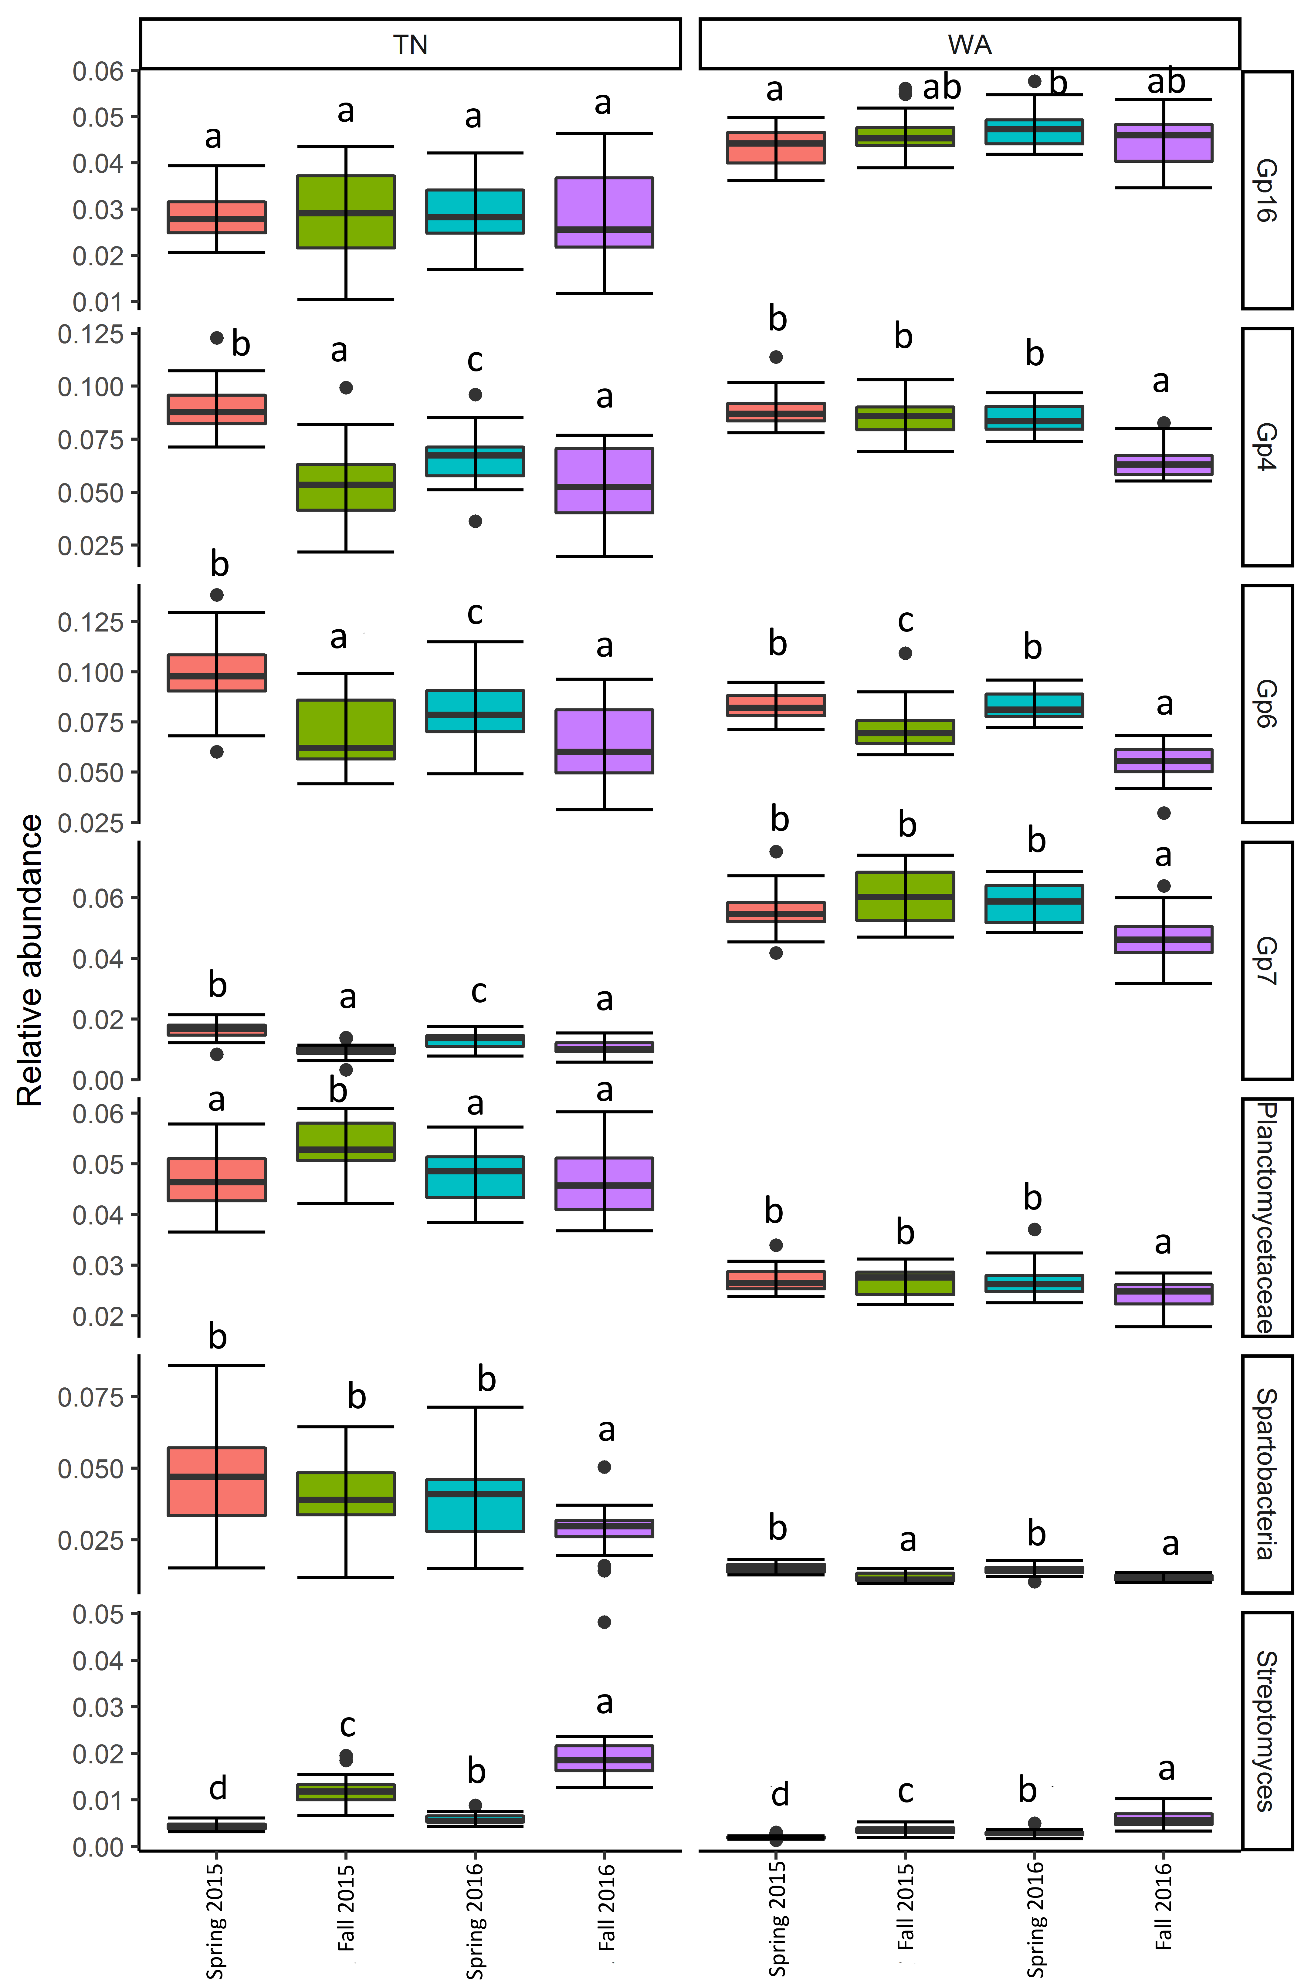 TN
WA
0.06
0.05
0.04
0.03
0.02
0.01
a
a
a
a
a
ab
b
ab
Gp16
0.125
0.100
0.075
0.050
0.025
b
a
c
a
b
b
b
a
Gp4
0.125
0.100
0.075
0.050
0.025
b
a
c
a
b
c
b
a
Gp6
0.06
0.04
0.02
0.00
b
a
c
a
b
b
b
a
Gp7
Relative abundance
0.06
0.05
0.04
0.03
0.02
a
b
a
a
b
b
b
a
Planctomycetaceae
0.075
0.050
0.025
b
b
b
a
b
a
b
a
Spartobacteria
0.05
0.04
0.03
0.02
0.01
0.00
d
c
b
a
d
c
b
a
Streptomyces
Spring 2015
Fall 2015
Spring 2016
Fall 2016
Spring 2015
Fall 2015
Spring 2016
Fall 2016